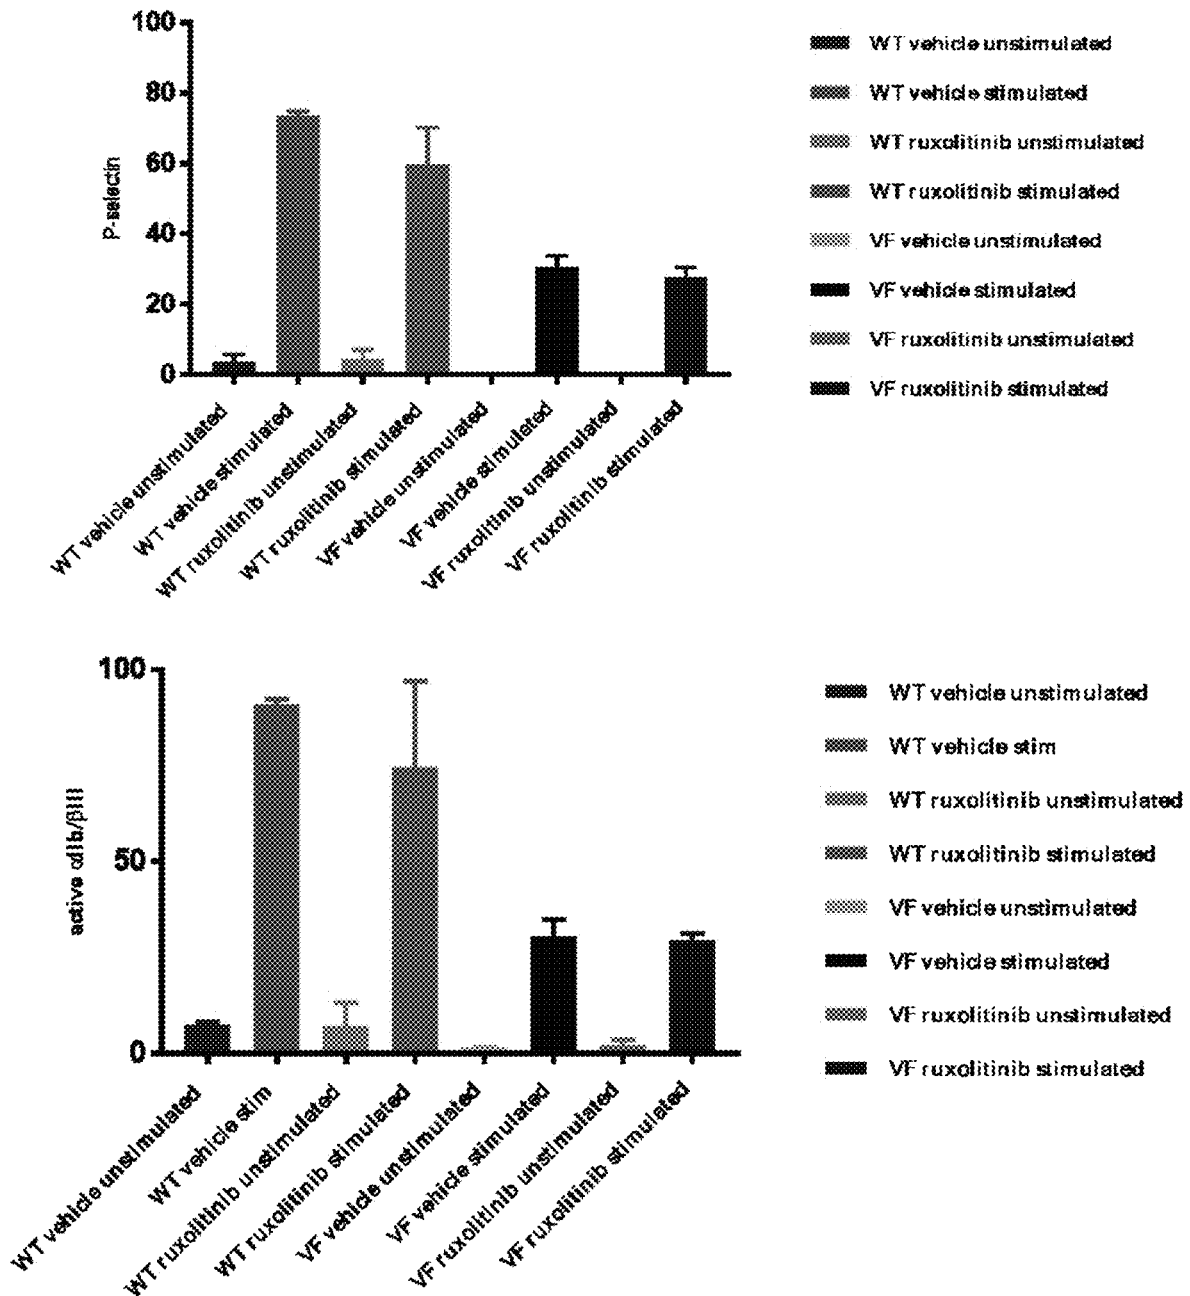 100
80
60
40
20
0
P-selectin
WT vehicle unstimulated
WT vehicle stimulated
WT ruxolitinib unstimulated
WT ruxolitinib stimulated
VF vehicle unstimulated
VF vehicle stimulated
VF ruxolitinib unstimulated
VF ruxolitinib stimulated
WT vehicle unstimulated
WT vehicle stimulated
WT ruxolitinib unstimulated
WT ruxolitinib stimulated
VF vehicle unstimulated
VF vehicle stimulated
VF ruxolitinib unstimulated
VF ruxolitinib stimulated
100
50
0
active αIIb/βIII
WT vehicle unstimulated
WT vehicle stim
WT ruxolitinib unstimulated
WT ruxolitinib stimulated
VF vehicle unstimulated
VF vehicle stimulated
VF ruxolitinib unstimulated
VF ruxolitinib stimulated
WT vehicle unstimulated
WT vehicle stim
WT ruxolitinib unstimulated
WT ruxolitinib stimulated
VF vehicle unstimulated
VF vehicle stimulated
VF ruxolitinib unstimulated
VF ruxolitinib stimulated